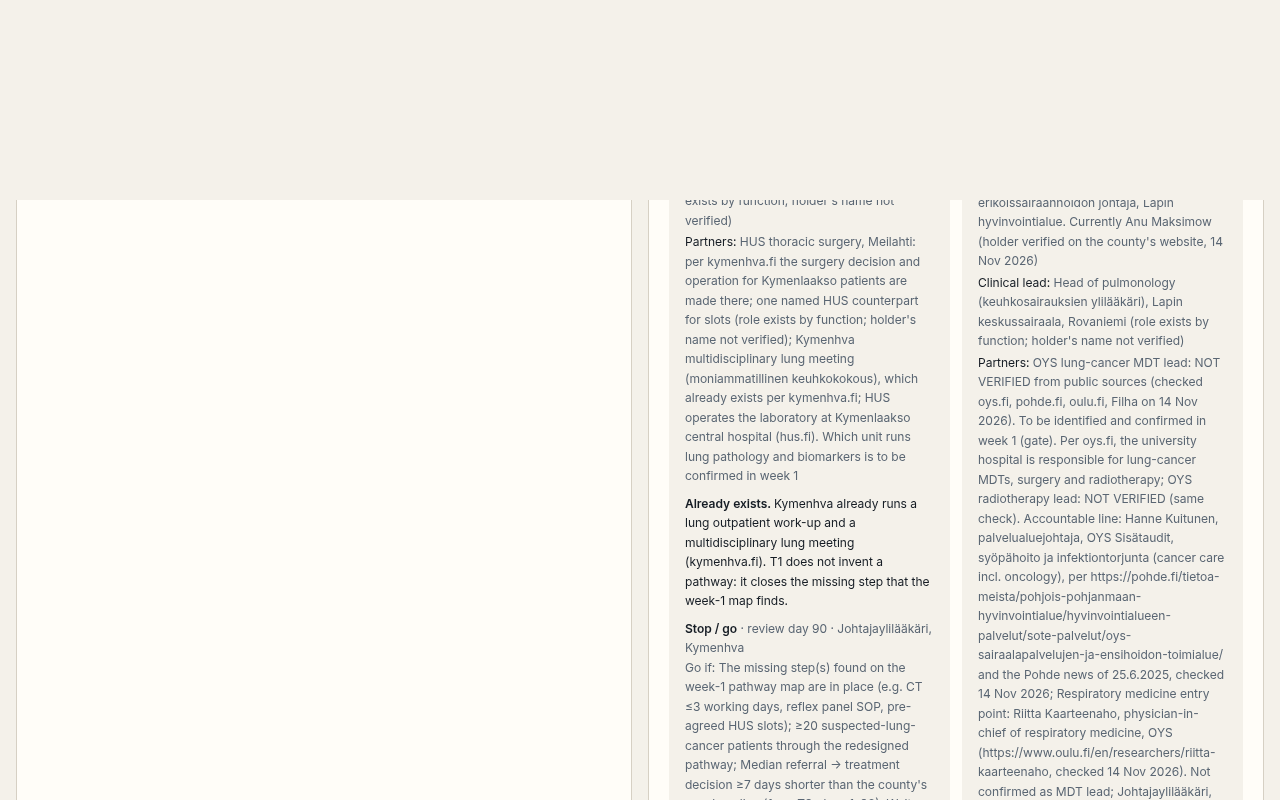 exists by function, holder's name not
verified)
Partners: HUS thoracic surgery, Meilahti:
per kymenhva.fi the surgery decision and
operation for Kymenlaakso patients are
made there; one named HUS counterpart
for slots (role exists by function; holder's
name not verified); Kymenhva
multidisciplinary lung meeting
(moniammatillinen keuhkokokous), which
already exists per kymenhva.fi; HUS
operates the laboratory at Kymenlaakso
central hospital (hus.fi). Which unit runs
lung pathology and biomarkers is to be
confirmed in week 1
Already exists. Kymenhva already runs a
lung outpatient work-up and a
multidisciplinary lung meeting
(kymenhva.fi). T1 does not invent a
pathway: it closes the missing step that the
week-1 map finds.
Stop / go · review day 90 · Johtajaylilääkäri,
Kymenhva
Go if: The missing step(s) found on the
week-1 pathway map are in place (e.g. CT
≤3 working days, reflex panel SOP, pre-
agreed HUS slots); ≥20 suspected-lung-
cancer patients through the redesigned
pathway; Median referral → treatment
decision ≥7 days shorter than the county's
erikoissairaanhoidon johtaja, Lapin
hyvinvointialue. Currently Anu Maksimow
(holder verified on the county's website, 14
Nov 2026)
Clinical lead: Head of pulmonology
(keuhkosairauksien ylilääkäri), Lapin
keskussairaala, Rovaniemi (role exists by
function; holder's name not verified)
Partners: OYS lung-cancer MDT lead: NOT
VERIFIED from public sources (checked
oys.fi, pohde.fi, oulu.fi, Filha on 14 Nov
2026). To be identified and confirmed in
week 1 (gate). Per oys.fi, the university
hospital is responsible for lung-cancer
MDTs, surgery and radiotherapy; OYS
radiotherapy lead: NOT VERIFIED (same
check). Accountable line: Hanne Kuitunen,
palvelualuejohtaja, OYS Sisätaudit,
syöpähoito ja infektiontorjunta (cancer care
incl. oncology), per https://pohde.fi/tietoa-
meista/pohjois-pohjanmaan-
hyvinvointialue/hyvinvointialueen-
palvelut/sote-palvelut/oys-
sairaalapalvelujen-ja-ensihoidon-toimialue/
and the Pohde news of 25.6.2025, checked
14 Nov 2026; Respiratory medicine entry
point: Riitta Kaarteenaho, physician-in-
chief of respiratory medicine, OYS
(https://www.oulu.fi/en/researchers/riitta-
kaarteenaho, checked 14 Nov 2026). Not
confirmed as MDT lead; Johtajaylilääkäri,